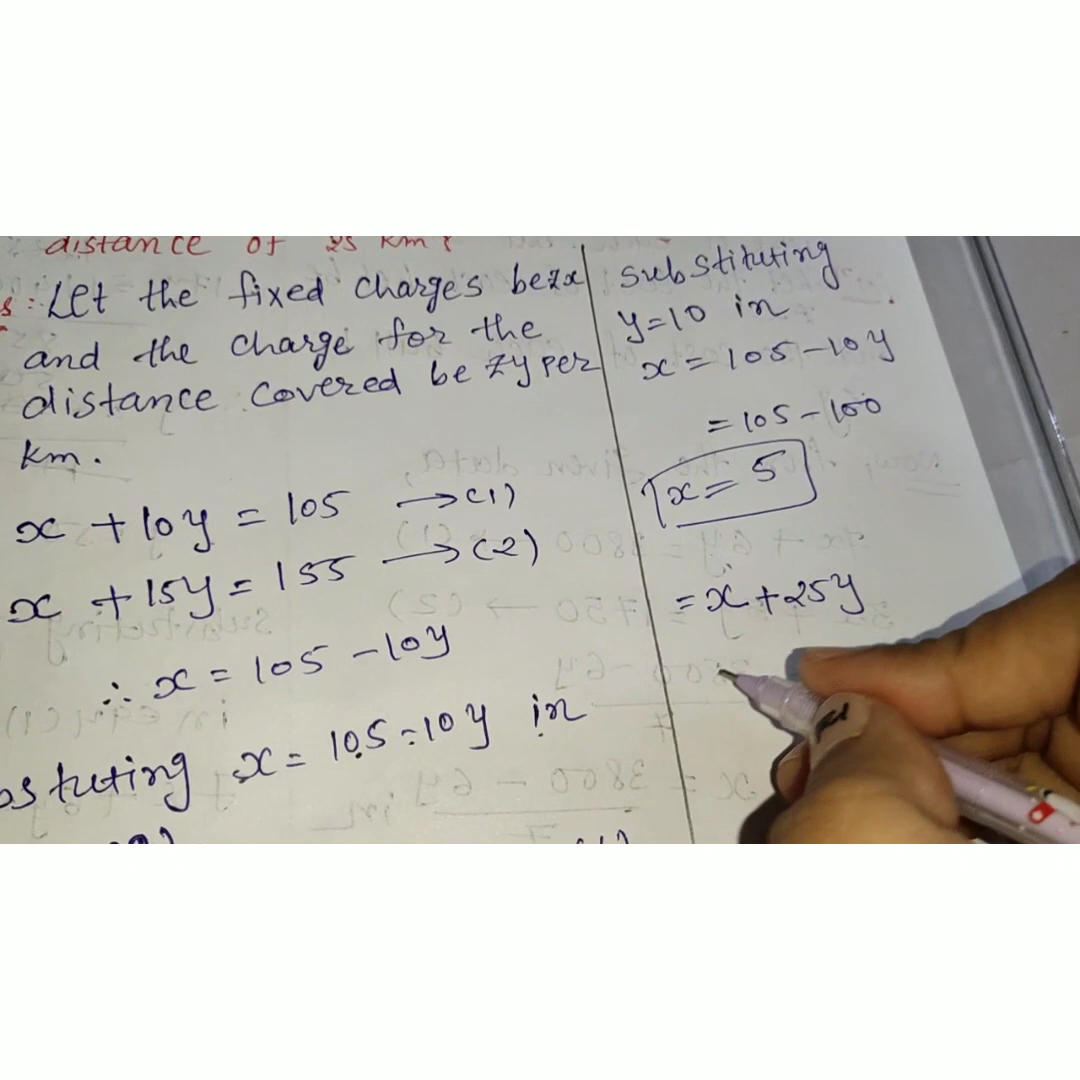 distance of 25 km?
s:- Let the fixed charges be ₹x
and the charge for the
distance covered be ₹y per
km.
x + 10y = 105 → (1)
x + 15y = 155 → (2)
∴ x = 105 - 10y
x = 105 - 10y in
substituting
y = 10 in
x = 105 - 10y
= 105 - 100
x = 5
= x + 25y